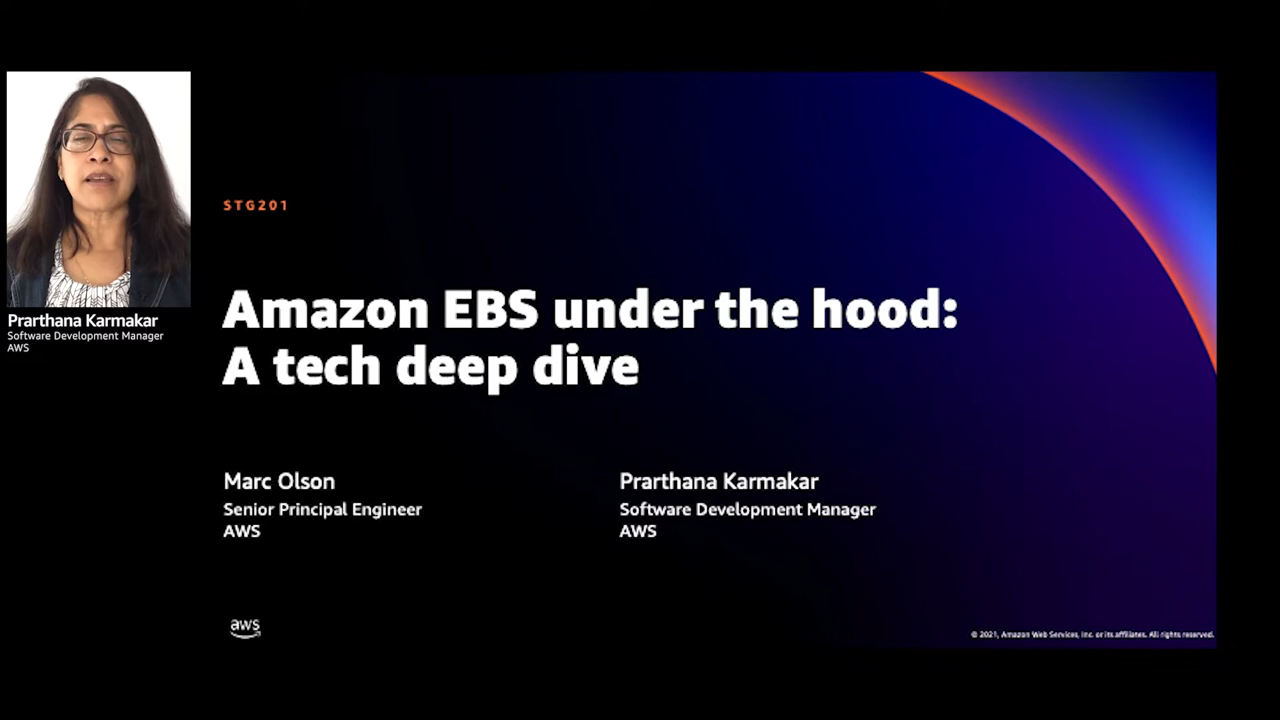 Prarthana Karmakar
Software Development Manager
AWS
STG201
Amazon EBS under the hood:
A tech deep dive
Marc Olson
Senior Principal Engineer
AWS
Prarthana Karmakar
Software Development Manager
AWS
aws
© 2021, Amazon Web Services, Inc. or its affiliates. All rights reserved.